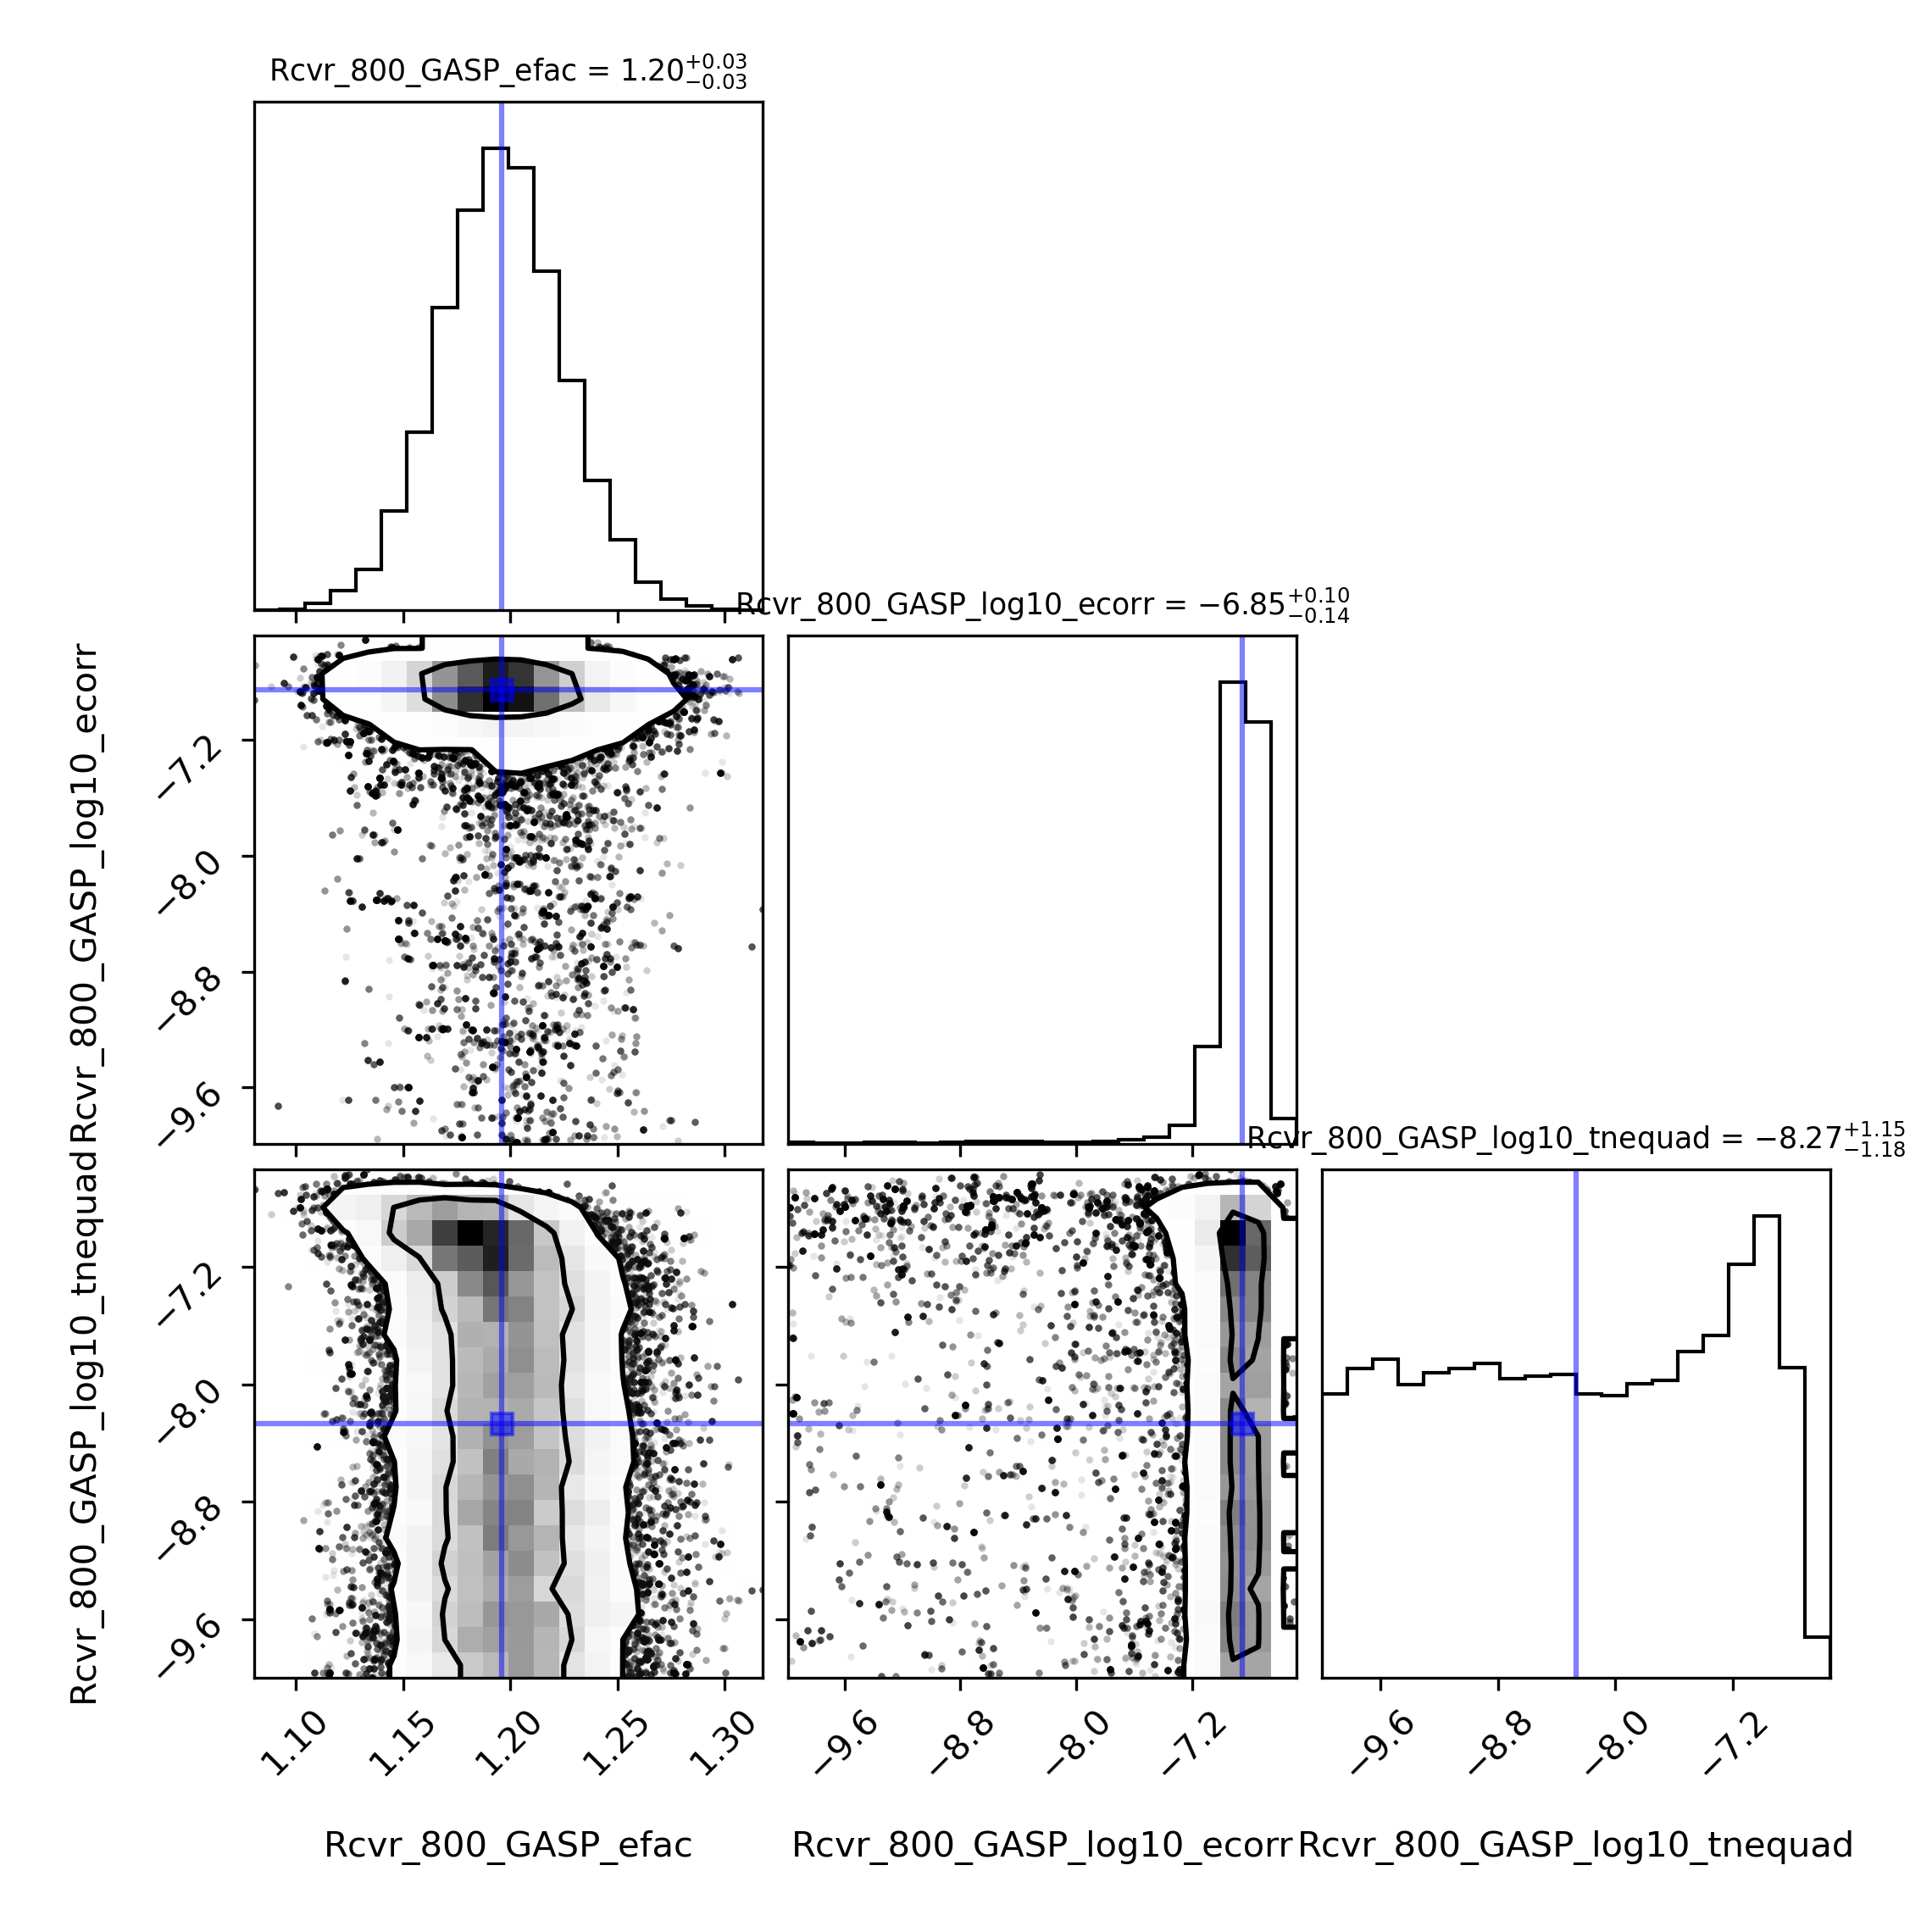 Rcvr_800_GASP_efac = 1.20+0.03−0.03
Rcvr_800_GASP_log10_ecorr = −6.85+0.10−0.14
Rcvr_800_GASP_log10_ecorr
−7.2
−8.0
−8.8
−9.6
Rcvr_800_GASP_log10_tnequad = −8.27+1.15−1.18
Rcvr_800_GASP_log10_tnequad
−7.2
−8.0
−8.8
−9.6
1.10
1.15
1.20
1.25
1.30
−9.6
−8.8
−8.0
−7.2
−9.6
−8.8
−8.0
−7.2
Rcvr_800_GASP_efac
Rcvr_800_GASP_log10_ecorr
Rcvr_800_GASP_log10_tnequad